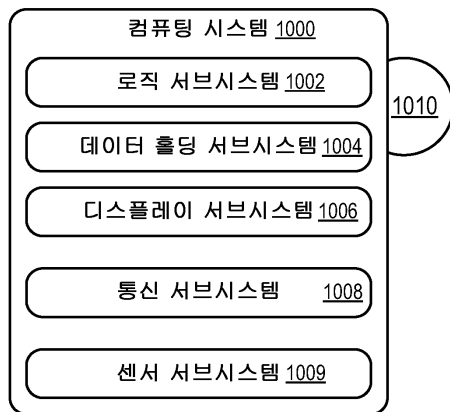 컴퓨팅 시스템 1000
로직 서브시스템 1002
1010
데이터 홀딩 서브시스템 1004
디스플레이 서브시스템 1006
통신 서브시스템 1008
센서 서브시스템 1009